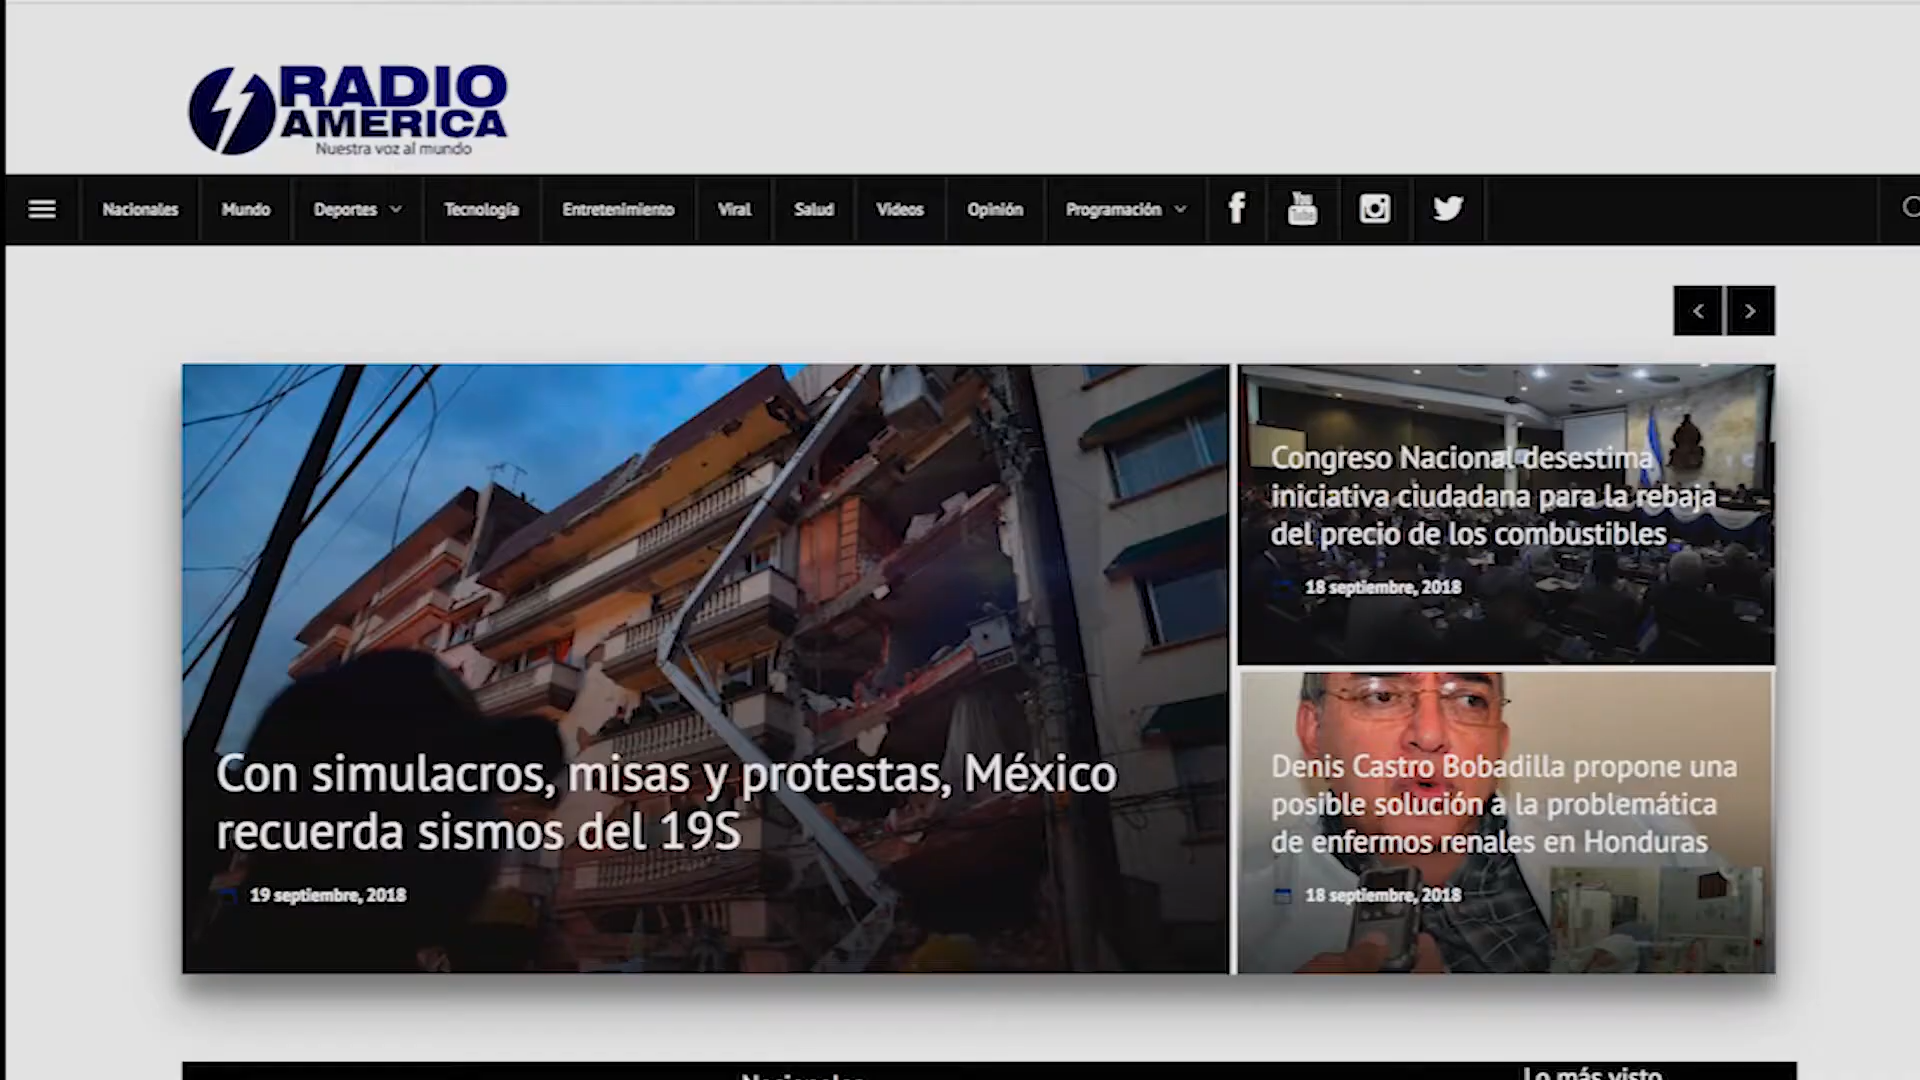 RADIO
AMERICA
Nuestra voz al mundo
Nacionales
Mundo
Deportes
Tecnología
Entretenimiento
Viral
Salud
Videos
Opinión
Programación
f
You
Tube
Con simulacros, misas y protestas, México
recuerda sismos del 19S
19 septiembre, 2018
Congreso Nacional desestima
iniciativa ciudadana para la rebaja
del precio de los combustibles
18 septiembre, 2018
Denis Castro Bobadilla propone una
posible solución a la problemática
de enfermos renales en Honduras
18 septiembre, 2018
Nacionales
Lo más visto